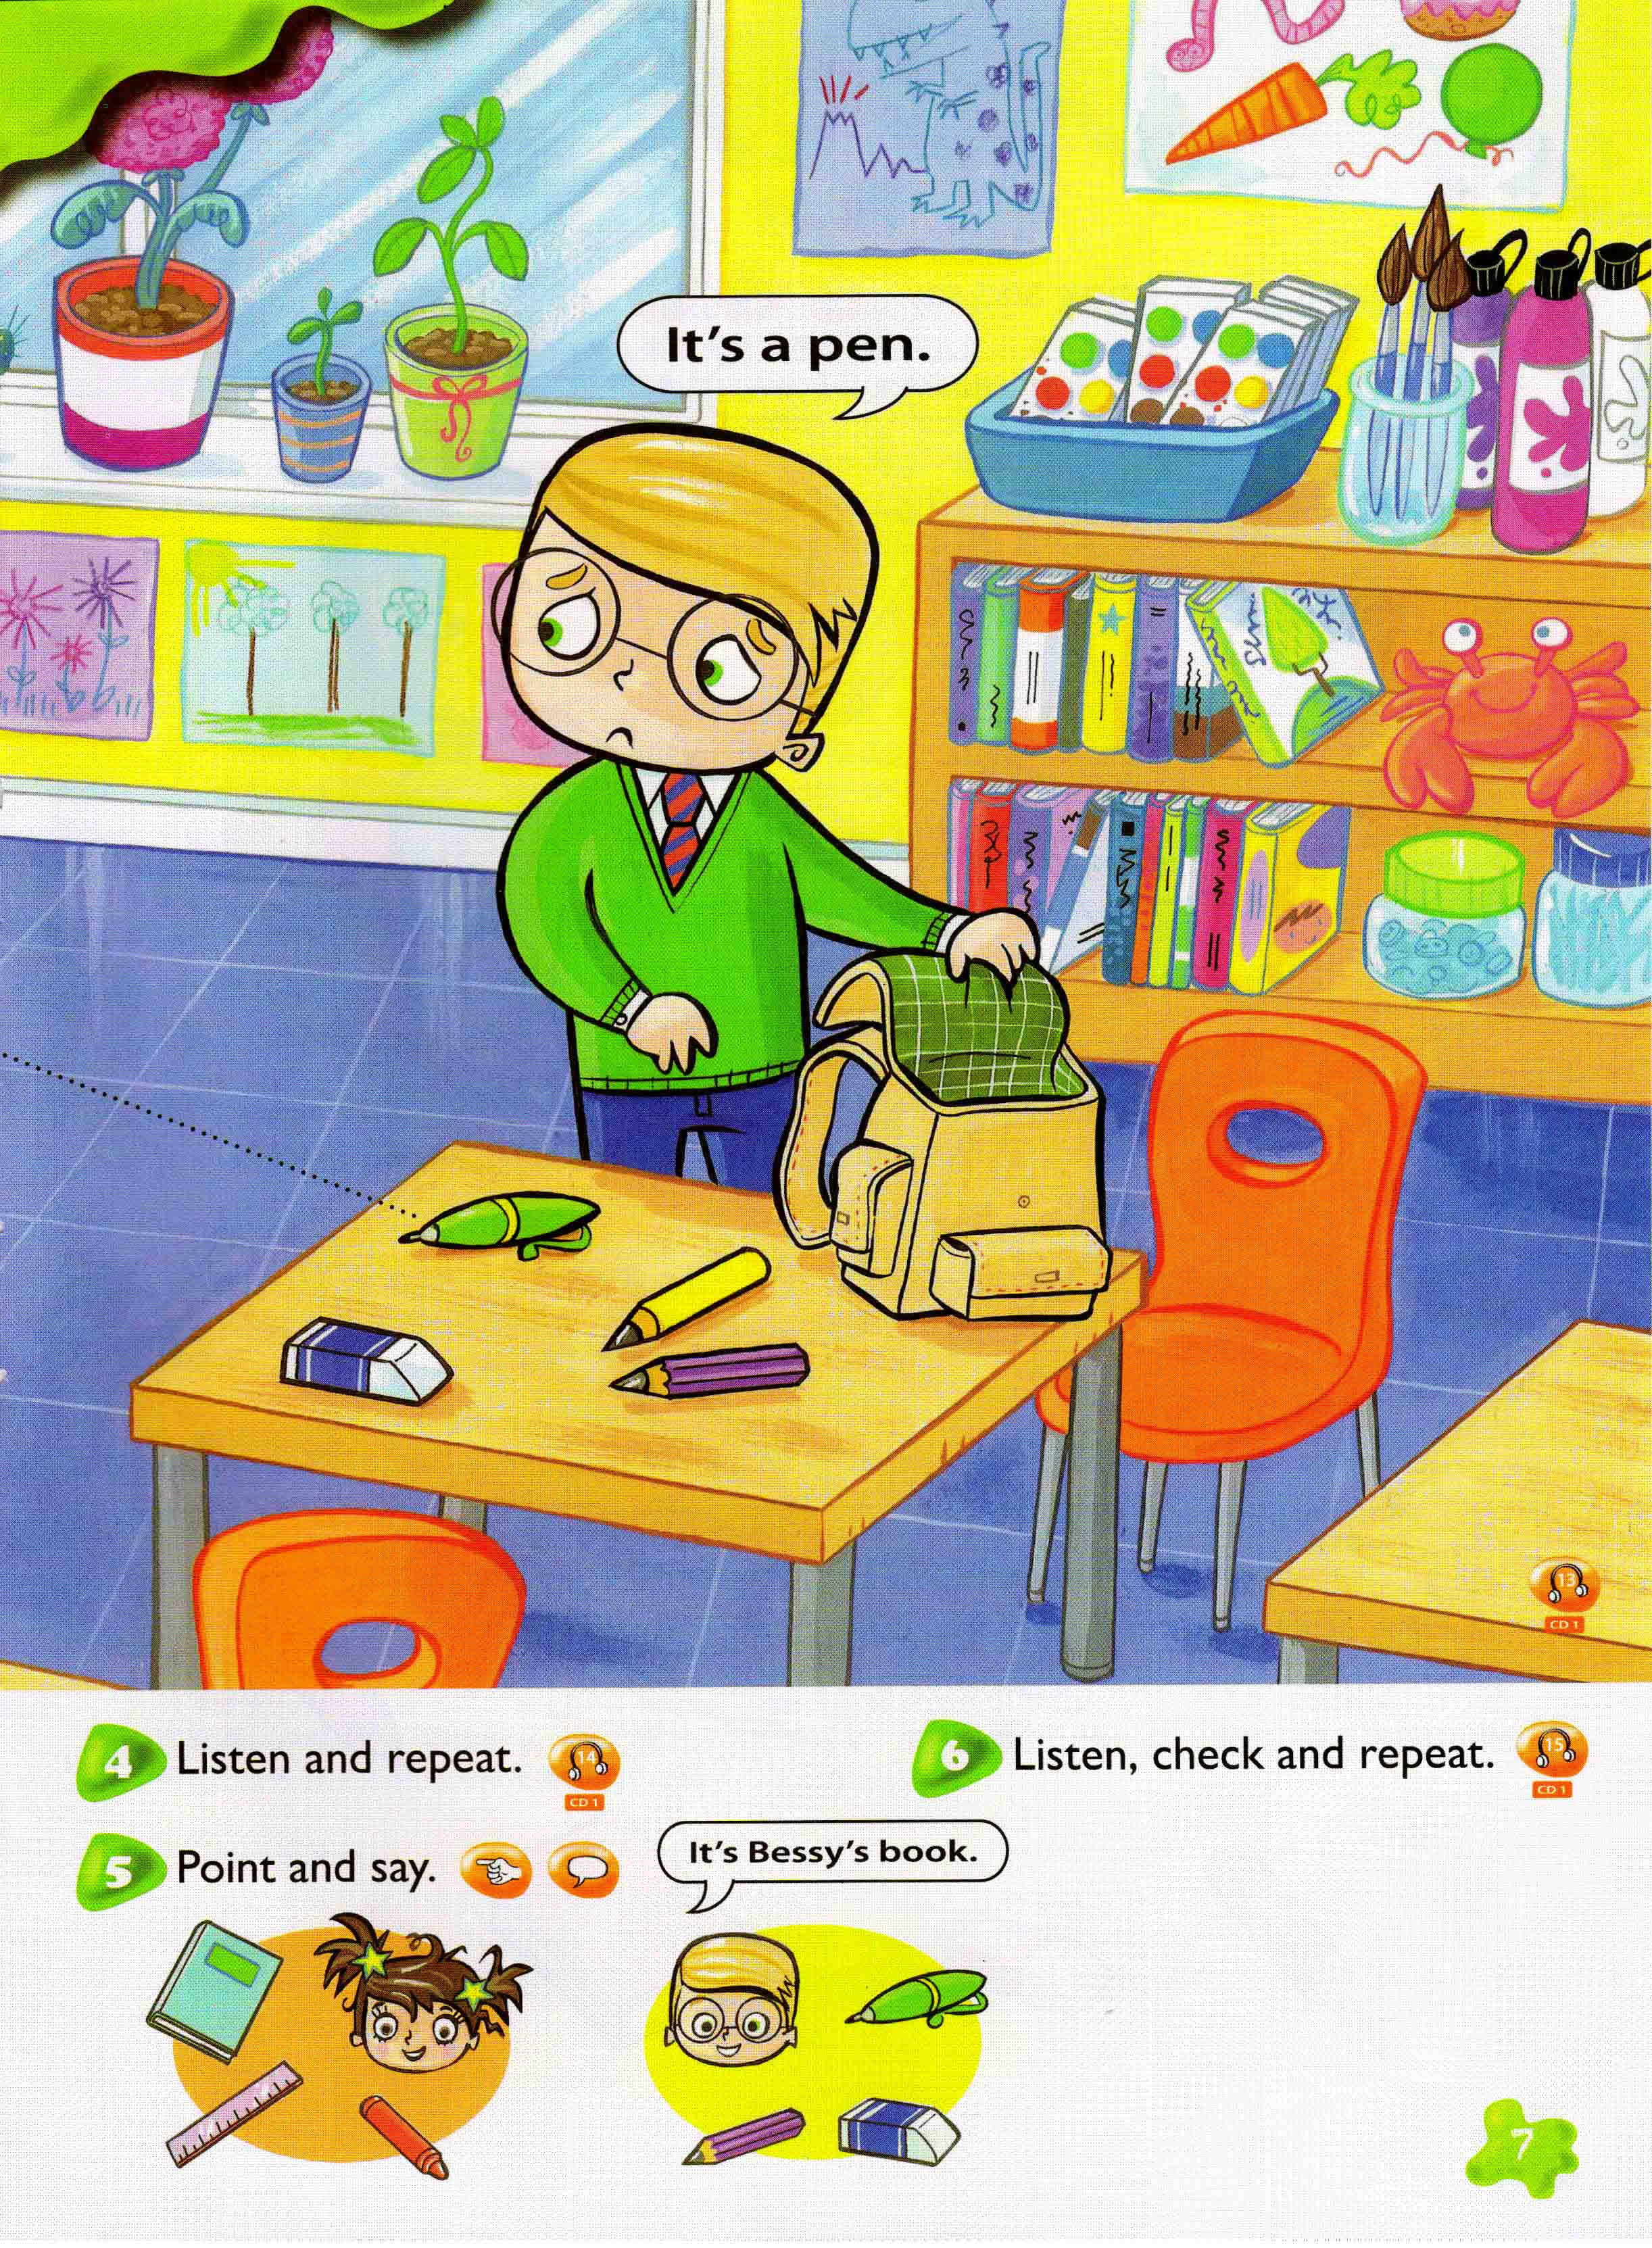 It's a pen.
13
CD 1
4 Listen and repeat. 14
CD 1
5 Point and say.
It's Bessy's book.
6 Listen, check and repeat. 15
CD 1
7